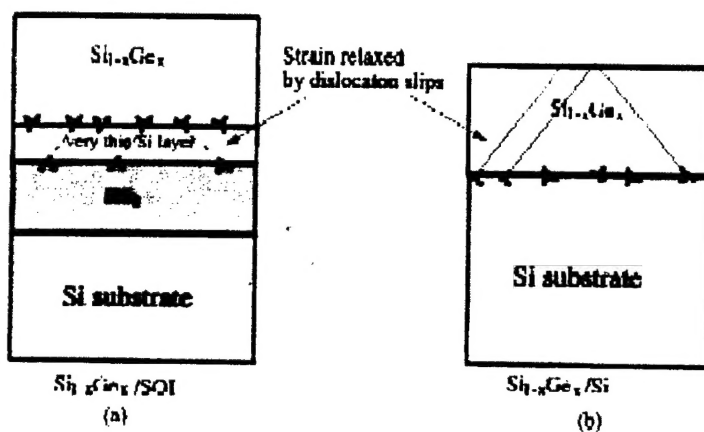 Si₁₋ₓGeₓ
very thin Si layer
Si substrate
Si₁₋ₓGeₓ/SOI
(a)
Strain relaxed
by dislocaton slips
Si₁₋ₓGeₓ
Si substrate
Si₁₋ₓGeₓ/Si
(b)